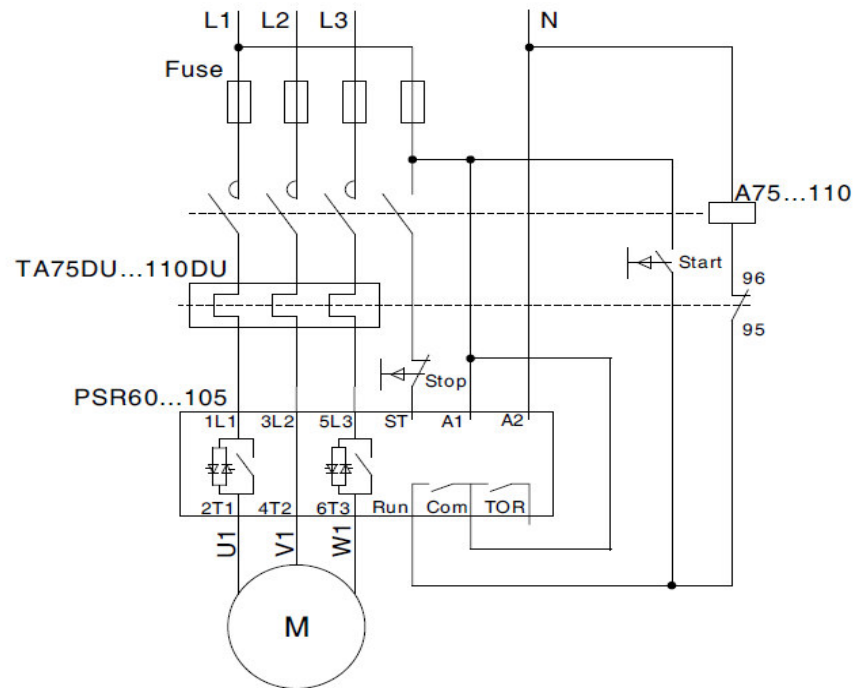 L1 L2 L3 N
Fuse
A75...110
Start
TA75DU...110DU
96
95
Stop
PSR60...105
1L1 3L2 5L3 ST A1 A2
2T1 4T2 6T3 Run Com TOR
U1 V1 W1
M